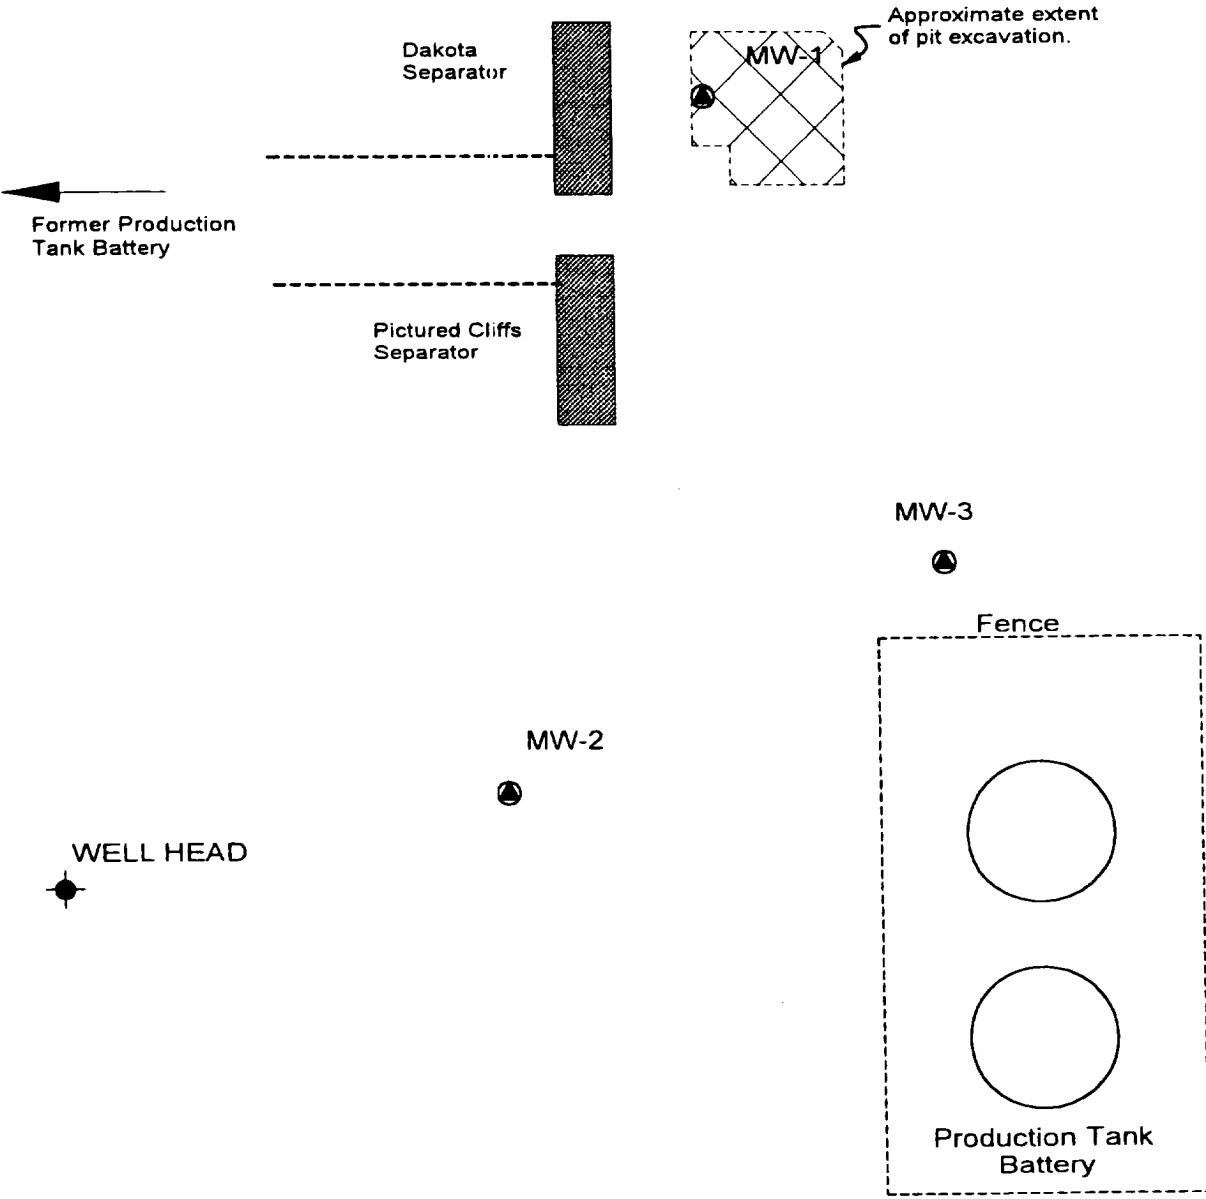 Approximate extent
of pit excavation.
Dakota
Separator
MW-1
Former Production
Tank Battery
Pictured Cliffs
Separator
MW-3
Fence
MW-2
WELL HEAD
Production Tank
Battery